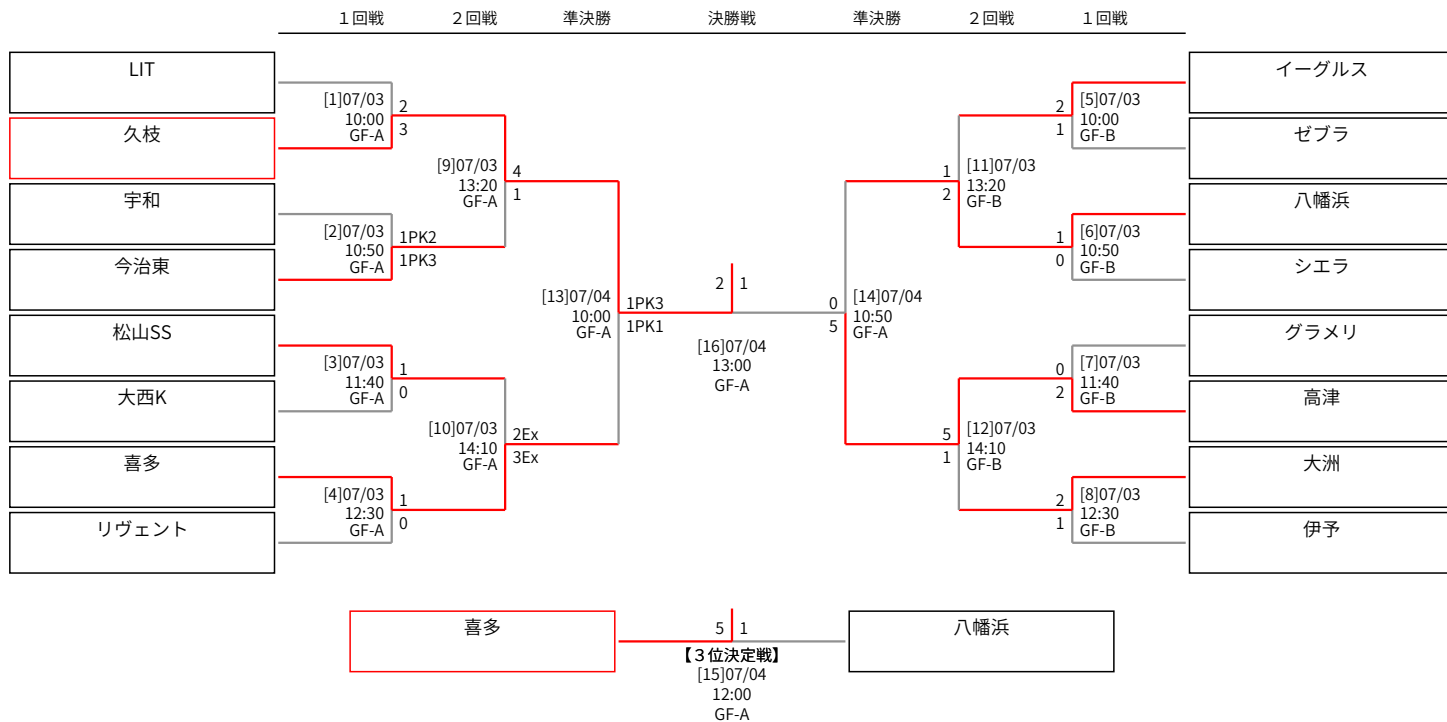 １回戦 ２回戦 準決勝 決勝戦 準決勝 ２回戦 １回戦
LIT
久枝
宇和
今治東
松山SS
大西K
喜多
リヴェント
[1]07/03
10:00
GF-A
2
3
[2]07/03
10:50
GF-A
1PK2
1PK3
[3]07/03
11:40
GF-A
1
0
[4]07/03
12:30
GF-A
1
0
[9]07/03
13:20
GF-A
4
1
[10]07/03
14:10
GF-A
2Ex
3Ex
[13]07/04
10:00
GF-A
1PK3
1PK1
2 1
[16]07/04
13:00
GF-A
0
5
[14]07/04
10:50
GF-A
1
2
[11]07/03
13:20
GF-B
5
1
[12]07/03
14:10
GF-B
2
1
[5]07/03
10:00
GF-B
1
0
[6]07/03
10:50
GF-B
0
2
[7]07/03
11:40
GF-B
2
1
[8]07/03
12:30
GF-B
イーグルス
ゼブラ
八幡浜
シエラ
グラメリ
高津
大洲
伊予
喜多
5 1
八幡浜
【３位決定戦】
[15]07/04
12:00
GF-A